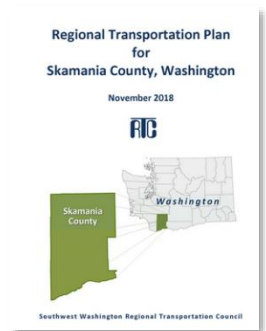 Regional Transportation Plan
for
Skamania County, Washington
November 2018
RTC
Washington
Skamania
County
Southwest Washington Regional Transportation Council